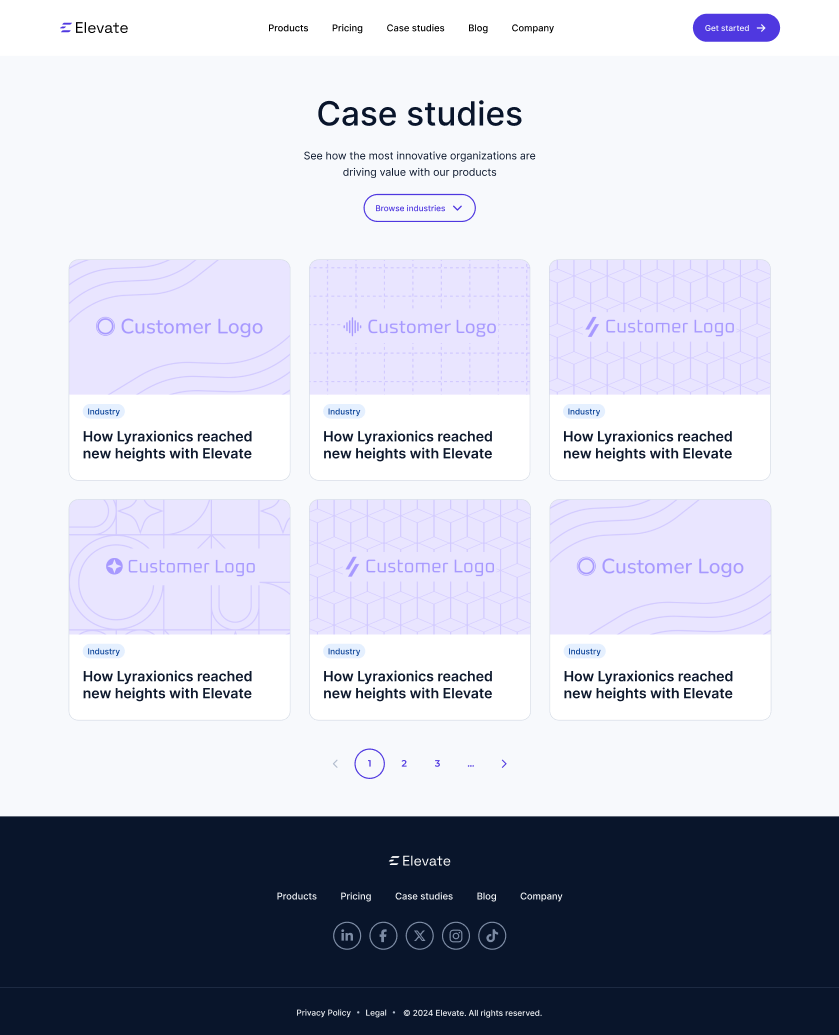 Elevate
Products Pricing Case studies Blog Company
Get started
Case studies
See how the most innovative organizations are
driving value with our products
Browse industries
Customer Logo
Industry
How Lyraxionics reached
new heights with Elevate
Customer Logo
Industry
How Lyraxionics reached
new heights with Elevate
Customer Logo
Industry
How Lyraxionics reached
new heights with Elevate
Customer Logo
Industry
How Lyraxionics reached
new heights with Elevate
Customer Logo
Industry
How Lyraxionics reached
new heights with Elevate
Customer Logo
Industry
How Lyraxionics reached
new heights with Elevate
1 2 3 ...
Elevate
Products Pricing Case studies Blog Company
Privacy Policy • Legal • © 2024 Elevate. All rights reserved.